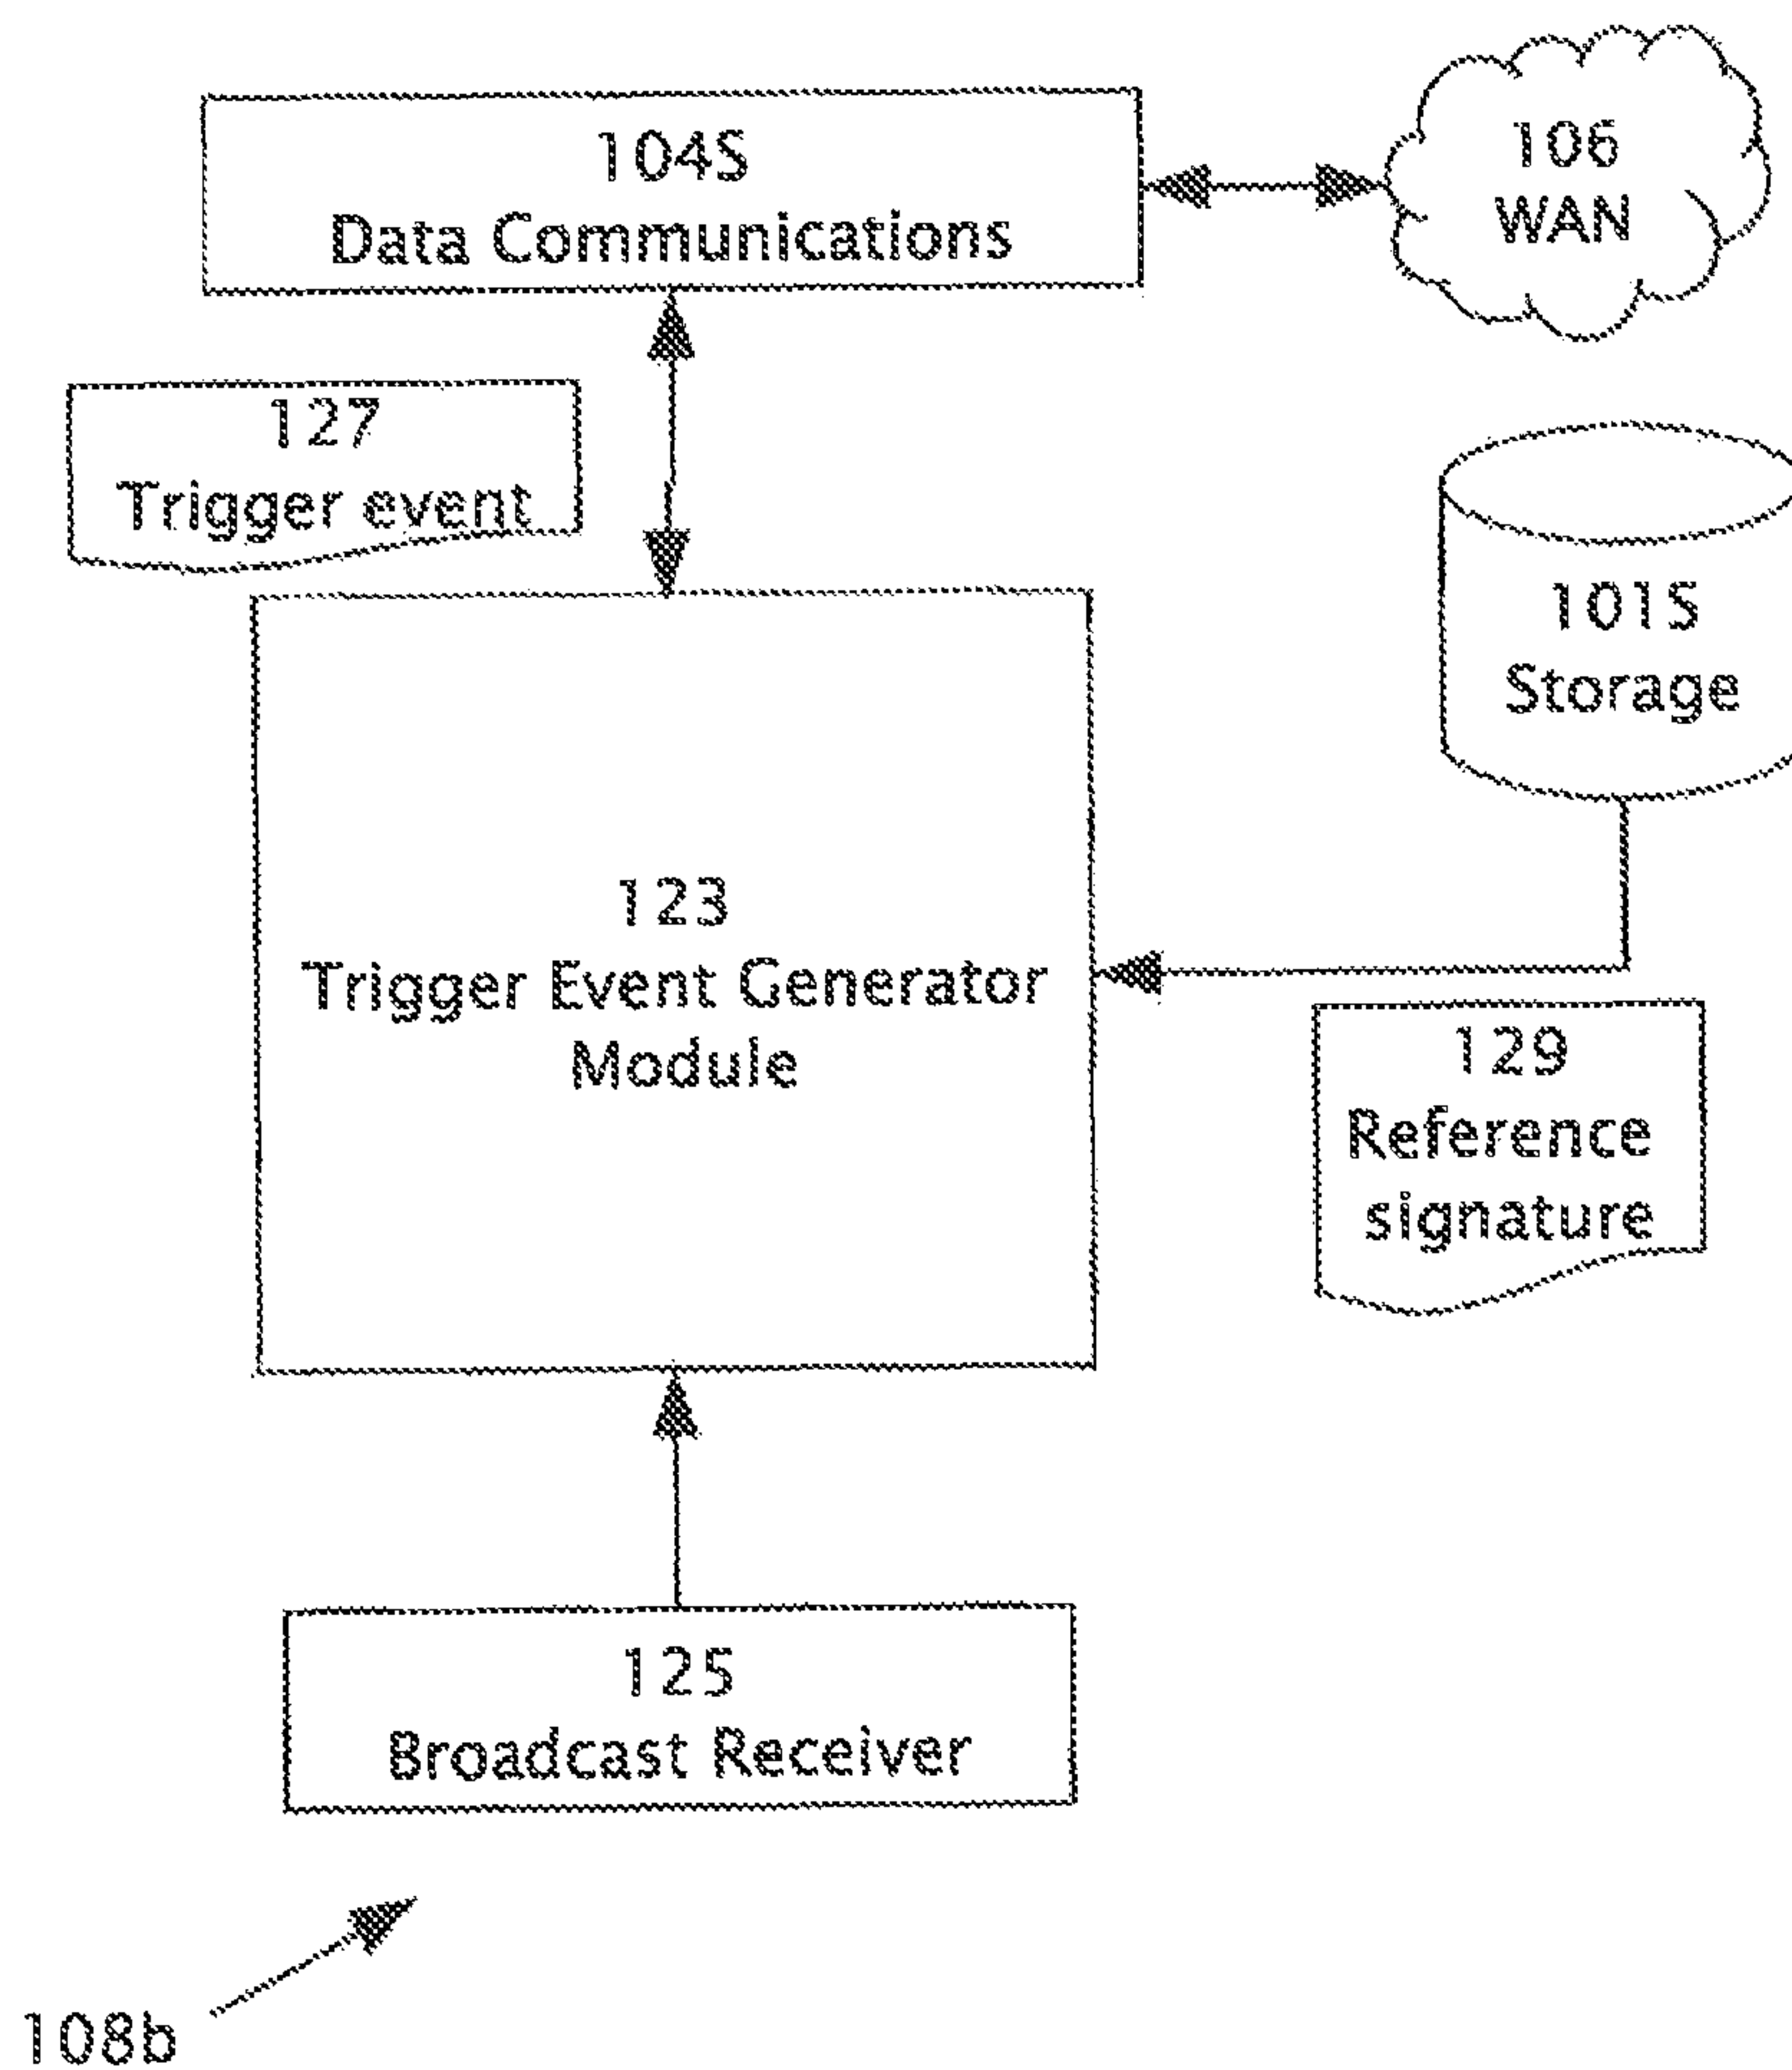 104S
Data Communications
106
WAN
127
Trigger event
101S
Storage
123
Trigger Event Generator
Module
129
Reference
signature
125
Broadcast Receiver
108b